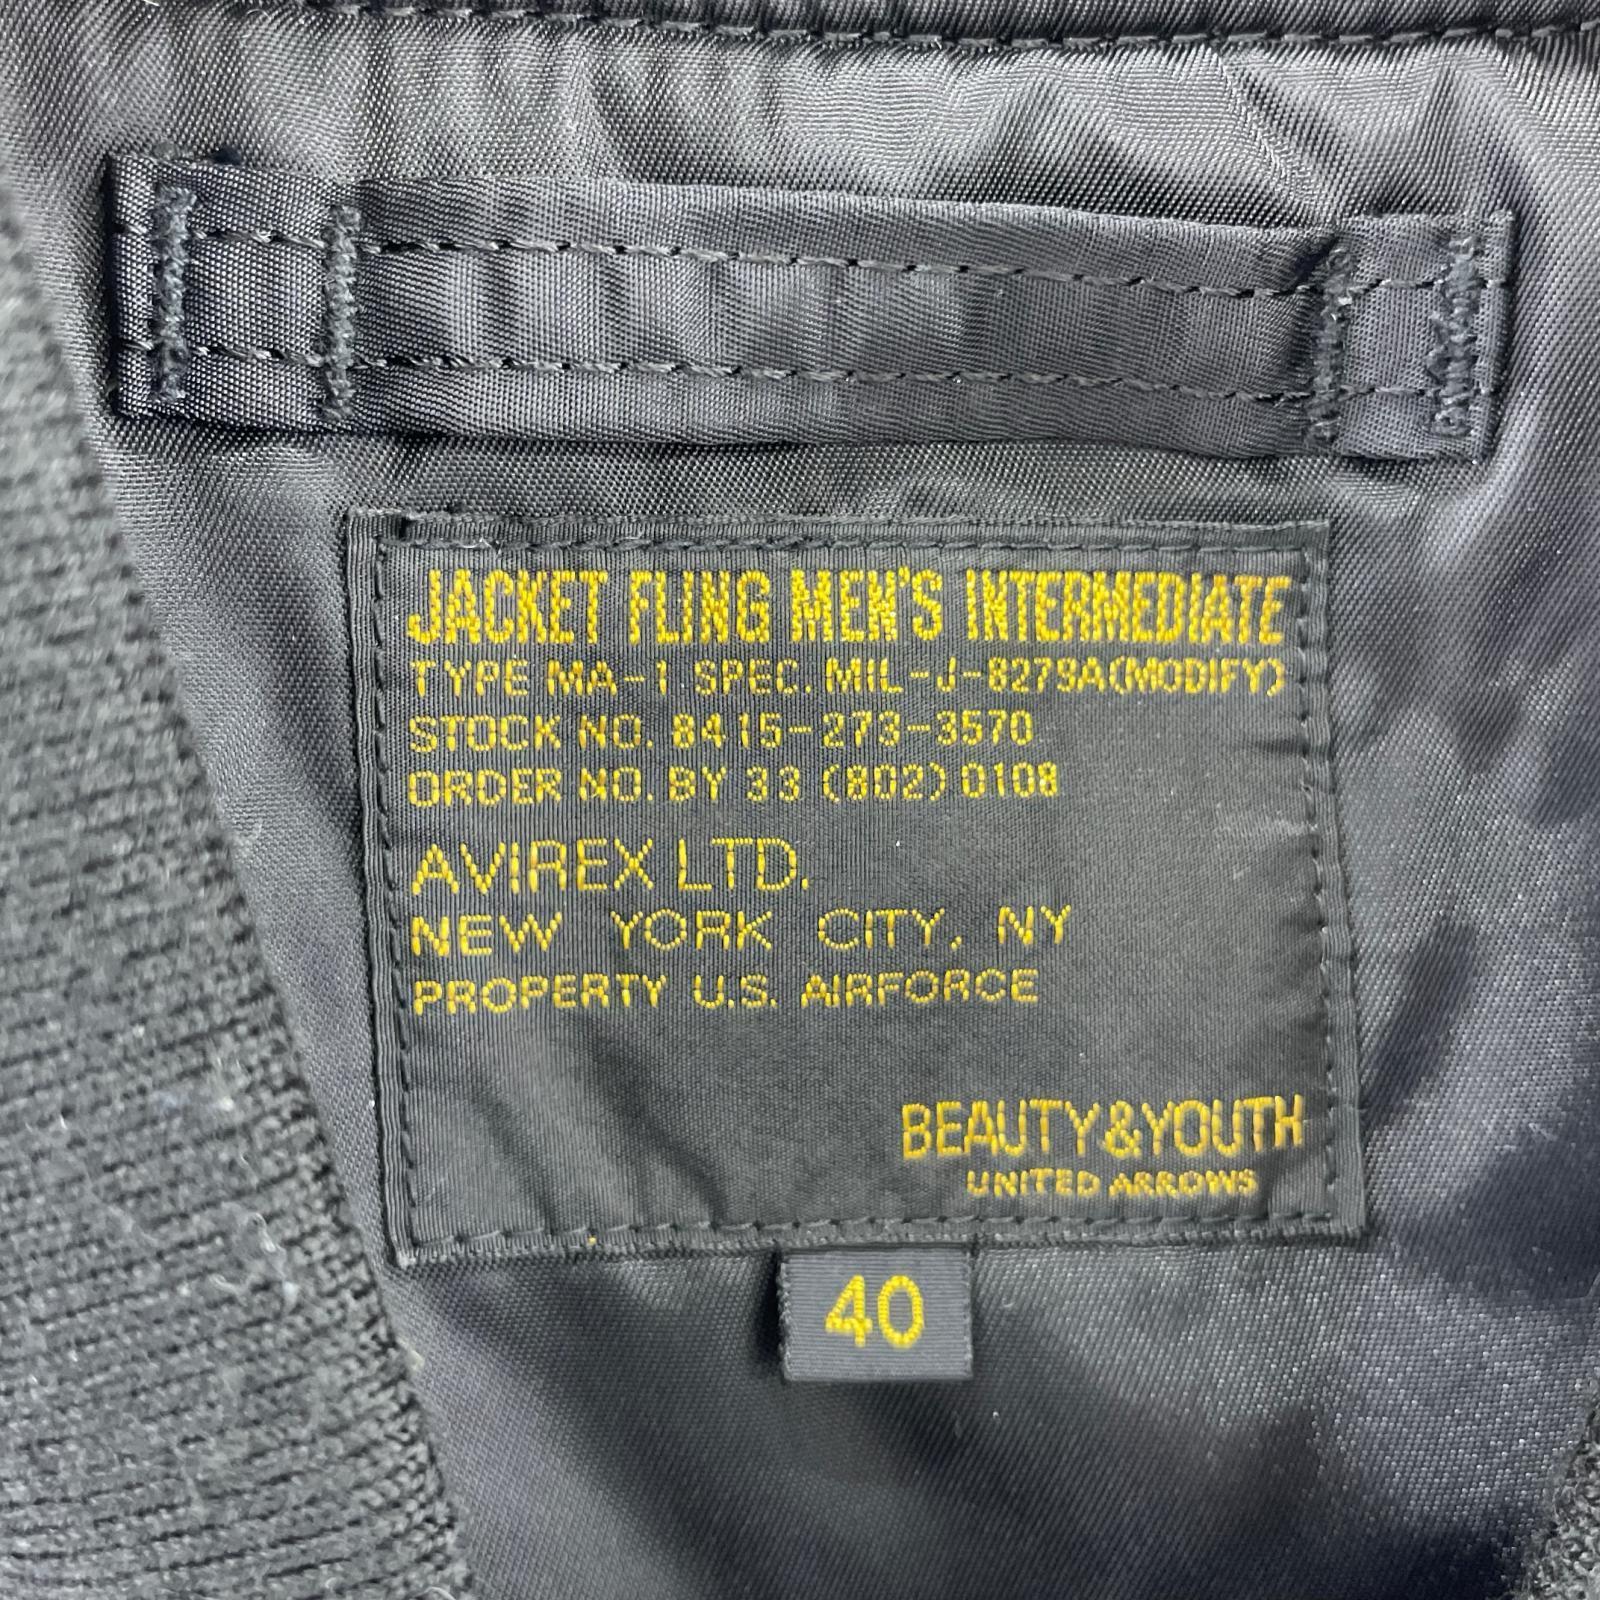 JACKET FLING MEN'S INTERMEDIATE
TYPE MA-1 SPEC. MIL-J-8279A(MODIFY)
STOCK NO. 8415-273-3570
ORDER NO. BY 33 (802) 0108
AVIREX LTD.
NEW YORK CITY, NY
PROPERTY U.S. AIRFORCE
BEAUTY&YOUTH
UNITED ARROWS
40